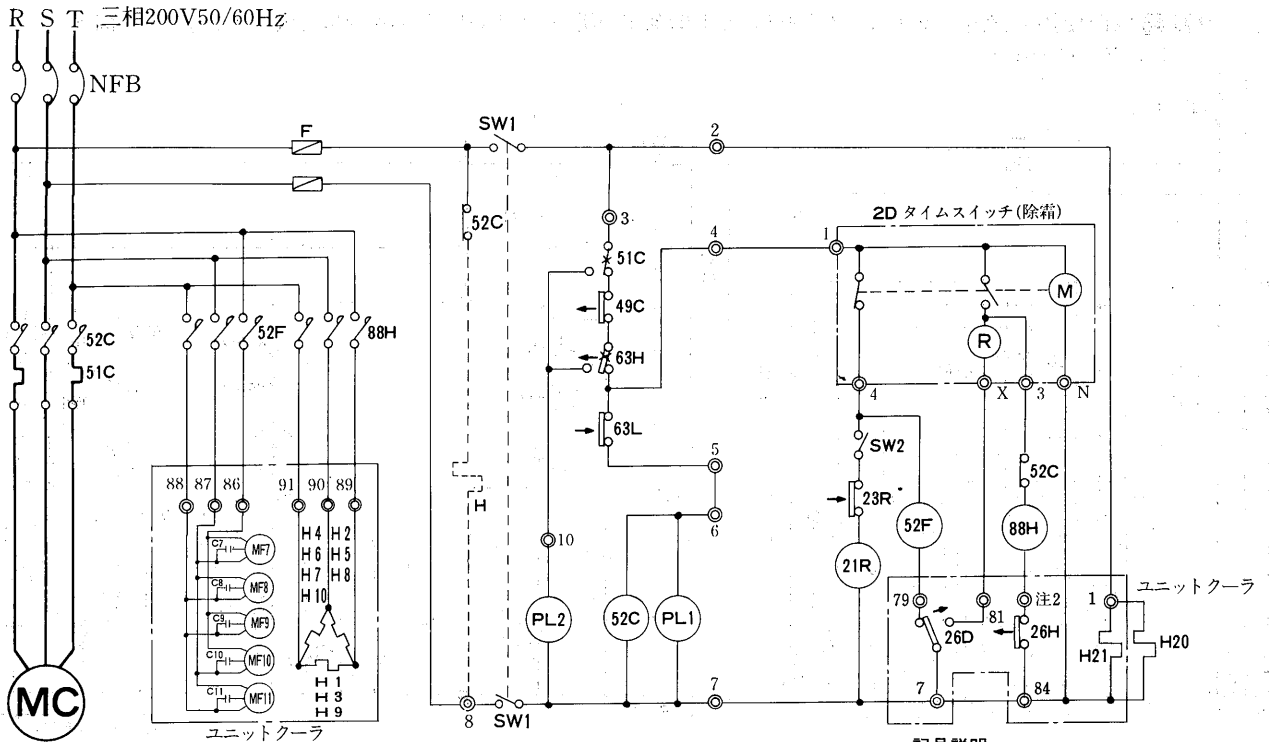 R S T 三相200V50/60Hz
NFB
F
SW1
2
52C
3
4
1
2D タイムスイッチ(除霜)
51C
49C
M
52C
52F
88H
63H
R
51C
4
X
3
N
63L
SW2
5
52C
88
87
86
91
90
89
H
23R
6
52F
88H
C7
MF7
H4
H2
H6
H5
H7
H8
H10
10
21R
ユニットクーラ
C8
MF8
79
81
注2
1
C9
MF9
PL2
52C
PL1
26D
26H
H21
H20
C10
MF10
H1
H3
H9
C11
MF11
MC
8
SW1
7
7
84
ユニットクーラ